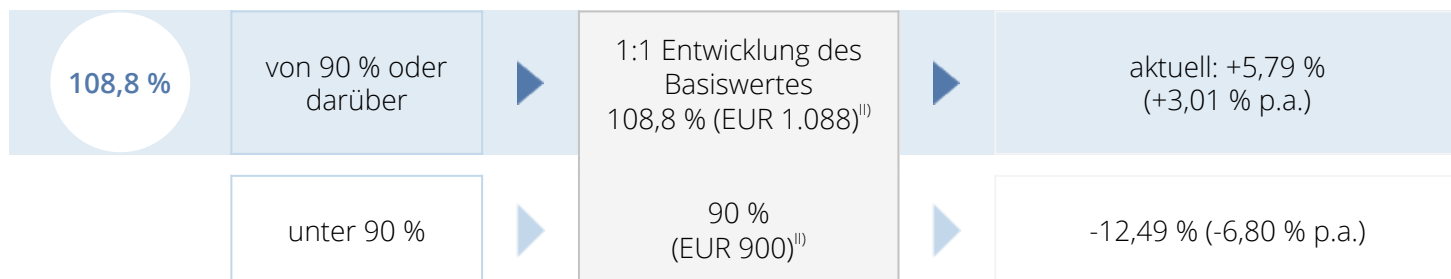 108,8 %
von 90 % oder
darüber
1:1 Entwicklung des
Basiswertes
108,8 % (EUR 1.088)II)
aktuell: +5,79 %
(+3,01 % p.a.)
unter 90 %
90 %
(EUR 900)II)
-12,49 % (-6,80 % p.a.)